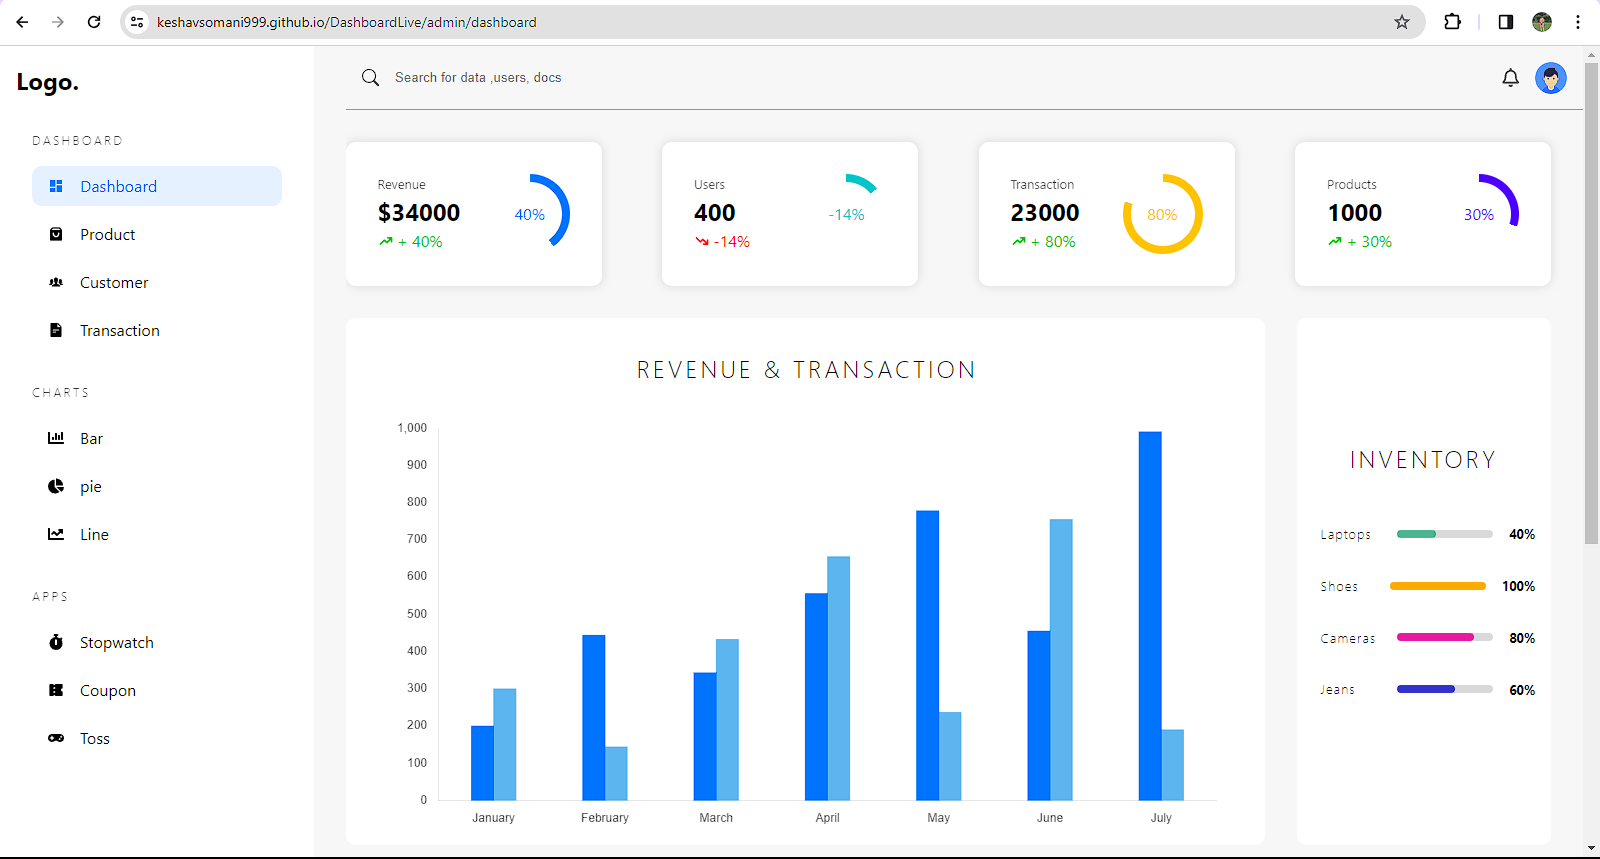 keshavsomani999.github.io/DashboardLive/admin/dashboard
Logo.
DASHBOARD
Dashboard
Product
Customer
Transaction
CHARTS
Bar
pie
Line
APPS
Stopwatch
Coupon
Toss
Search for data ,users, docs
Revenue
$34000
+ 40%
40%
Users
400
-14%
-14%
Transaction
23000
+ 80%
80%
Products
1000
+ 30%
30%
REVENUE & TRANSACTION
1,000
900
800
700
600
500
400
300
200
100
0
January February March April May June July
INVENTORY
Laptops 40%
Shoes 100%
Cameras 80%
Jeans 60%